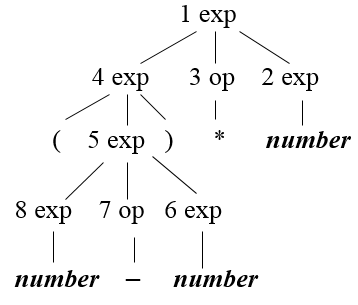 1 exp
4 exp 3 op 2 exp
( 5 exp ) * number
8 exp 7 op 6 exp
number – number